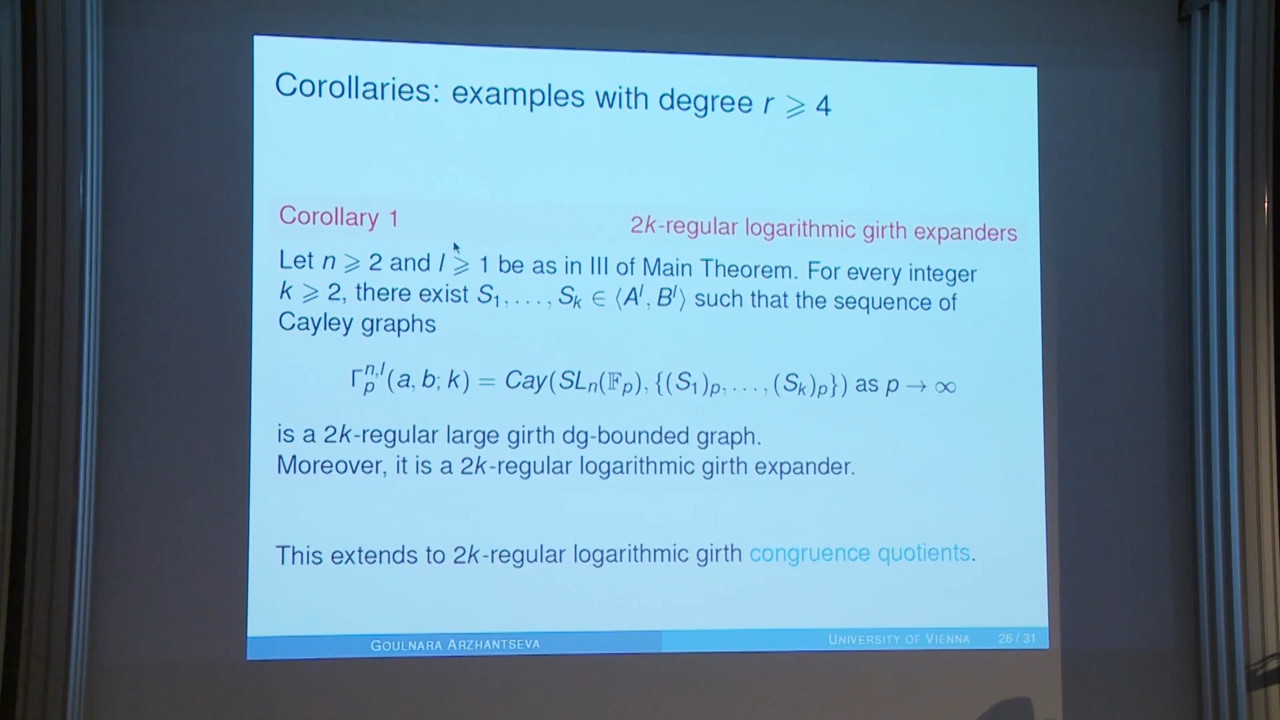 Corollaries: examples with degree r ⩾ 4
Corollary 1 2k-regular logarithmic girth expanders
Let n ⩾ 2 and l ⩾ 1 be as in III of Main Theorem. For every integer
k ⩾ 2, there exist S₁, . . . , Sₖ ∈ ⟨Aˡ, Bˡ⟩ such that the sequence of
Cayley graphs
Γₚⁿ,ˡ(a, b; k) = Cay(SLₙ(𝔽ₚ), {(S₁)ₚ, . . . , (Sₖ)ₚ}) as p → ∞
is a 2k-regular large girth dg-bounded graph.
Moreover, it is a 2k-regular logarithmic girth expander.
This extends to 2k-regular logarithmic girth congruence quotients.
GOULNARA ARZHANTSEVA UNIVERSITY OF VIENNA 26 / 31